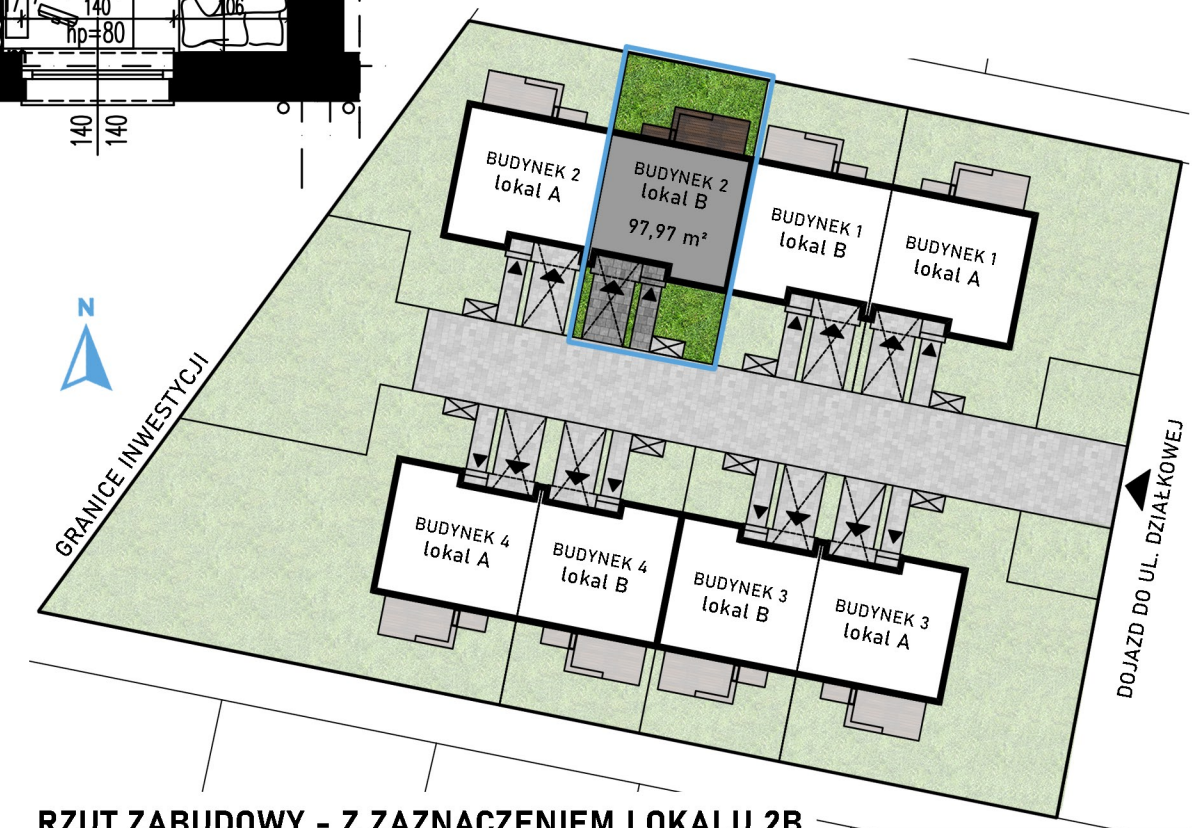 17
140
106
hp=80
140
140
N
BUDYNEK 2
lokal A
BUDYNEK 2
lokal B
97,97 m²
BUDYNEK 1
lokal B
BUDYNEK 1
lokal A
GRANICE INWESTYCJI
DOJAZD DO UL. DZIAŁKOWEJ
BUDYNEK 4
lokal A
BUDYNEK 4
lokal B
BUDYNEK 3
lokal B
BUDYNEK 3
lokal A
RZUT ZABUDOWY - Z ZAZNACZENIEM LOKALU 2B